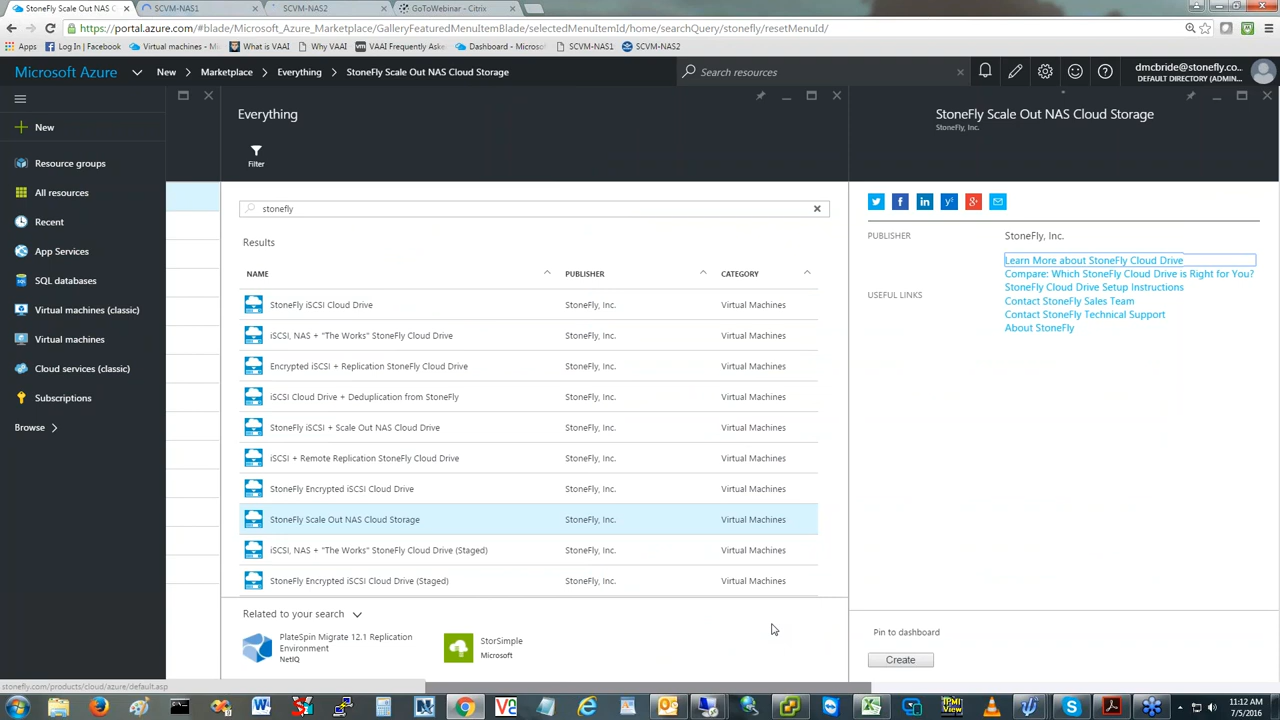 StoneFly Scale Out NAS Cl
SCVM-NAS1
SCVM-NAS2
GoToWebinar - Citrix
https://portal.azure.com/#blade/Microsoft_Azure_Marketplace/GalleryFeaturedMenuItemBlade/selectedMenuItemId/home/searchQuery/stonefly/resetMenuId/
Apps
Log In | Facebook
Virtual machines - M
What is VAAI
Why VAAI
VAAI Frequently Aske
Dashboard - Microsof
SCVM-NAS1
SCVM-NAS2
Microsoft Azure
New > Marketplace > Everything > StoneFly Scale Out NAS Cloud Storage
Search resources
dmcbride@stonefly.co...
DEFAULT DIRECTORY (ADMIN...
New
Resource groups
All resources
Recent
App Services
SQL databases
Virtual machines (classic)
Virtual machines
Cloud services (classic)
Subscriptions
Browse >
Everything
Filter
stonefly
Results
NAME PUBLISHER CATEGORY
StoneFly iSCSI Cloud Drive StoneFly, Inc. Virtual Machines
iSCSI, NAS + "The Works" StoneFly Cloud Drive StoneFly, Inc. Virtual Machines
Encrypted iSCSI + Replication StoneFly Cloud Drive StoneFly, Inc. Virtual Machines
iSCSI Cloud Drive + Deduplication from StoneFly StoneFly, Inc. Virtual Machines
StoneFly iSCSI + Scale Out NAS Cloud Drive StoneFly, Inc. Virtual Machines
iSCSI + Remote Replication StoneFly Cloud Drive StoneFly, Inc. Virtual Machines
StoneFly Encrypted iSCSI Cloud Drive StoneFly, Inc. Virtual Machines
StoneFly Scale Out NAS Cloud Storage StoneFly, Inc. Virtual Machines
iSCSI, NAS + "The Works" StoneFly Cloud Drive (Staged) StoneFly, Inc. Virtual Machines
StoneFly Encrypted iSCSI Cloud Drive (Staged) StoneFly, Inc. Virtual Machines
Related to your search
PlateSpin Migrate 12.1 Replication
Environment
NetIQ
StorSimple
Microsoft
StoneFly Scale Out NAS Cloud Storage
StoneFly, Inc.
PUBLISHER StoneFly, Inc.
USEFUL LINKS
Learn More about StoneFly Cloud Drive
Compare: Which StoneFly Cloud Drive is Right for You?
StoneFly Cloud Drive Setup Instructions
Contact StoneFly Sales Team
Contact StoneFly Technical Support
About StoneFly
Pin to dashboard
Create
stonefly.com/products/cloud/azure/default.asp
11:12 AM
7/5/2016